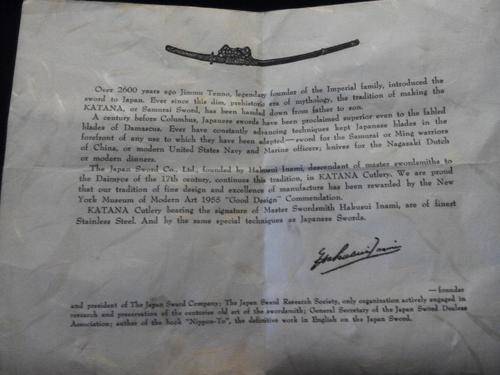 Over 2600 years ago Jimmu Tenno, legendary founder of the Imperial family, introduced the
sword to Japan. Ever since this dim, prehistoric era of mythology, the tradition of making the
KATANA, or Samurai Sword, has been handed down from father to son.
A century before Columbus, Japanese swords have been proclaimed superior even to the fabled
blades of Damascus. Ever have constantly advancing techniques kept Japanese blades in the
forefront of any use to which they have been adapted—sword for the Samurai or Ming warriors
of China, or modern United States Navy and Marine officers; knives for the Nagasaki Dutch
or modern dinners.
The Japan Sword Co., Ltd, founded by Hakusui Inami, descendant of master swordsmiths to
the Daimyos of the 17th century, continues this tradition, in KATANA Cutlery. We are proud
that our tradition of fine design and excellence of manufacture has been rewarded by the New
York Museum of Modern Art 1955 "Good Design" Commendation.
KATANA Cutlery bearing the signature of Master Swordsmith Hakusui Inami, are of finest
Stainless Steel. And by the same special techniques as Japanese Swords.
Hakusui Inami
—founder
and president of The Japan Sword Company; The Japan Sword Research Society, only organization actively engaged in
research and preservation of the centuries old art of the swordsmith; General Secretary of the Japan Sword Dealers
Association; author of the book "Nippon-To", the definitive work in English on the Japan Sword.